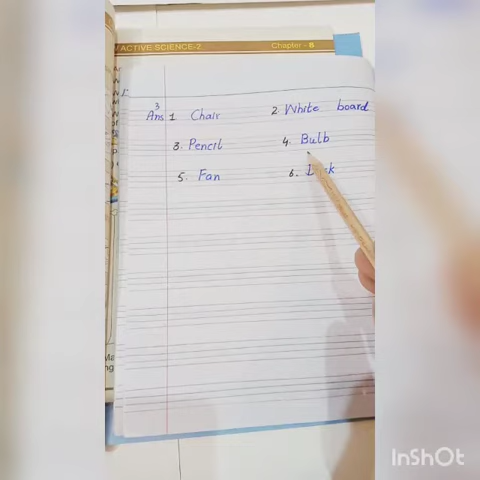 ACTIVE SCIENCE-2 Chapter - 8
Ans 3 1 Chair 2 White board
3. Pencil 4. Bulb
5. Fan 6.
InShOt